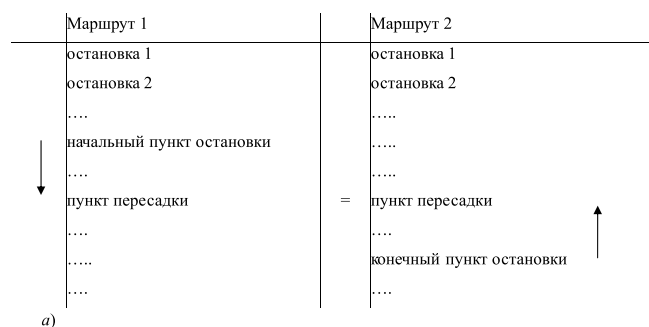 Маршрут 1 Маршрут 2
остановка 1 остановка 1
остановка 2 остановка 2
…. …..
начальный пункт остановки …..
…. …..
пункт пересадки = пункт пересадки
…. ….
….. конечный пункт остановки
…. ….
а)